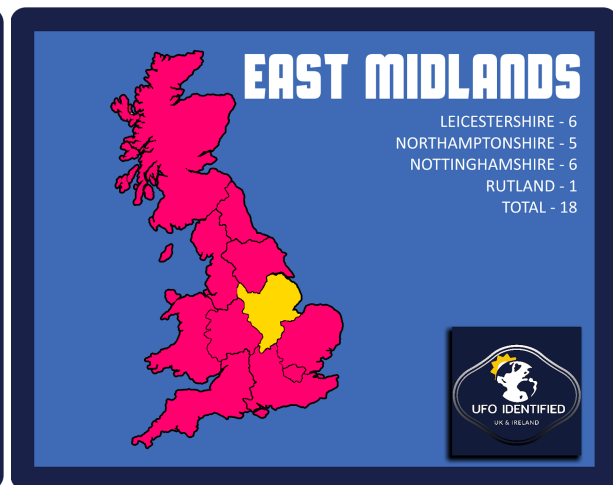 EAST MIDLANDS
LEICESTERSHIRE - 6
NORTHAMPTONSHIRE - 5
NOTTINGHAMSHIRE - 6
RUTLAND - 1
TOTAL - 18
UFO IDENTIFIED
UK & IRELAND